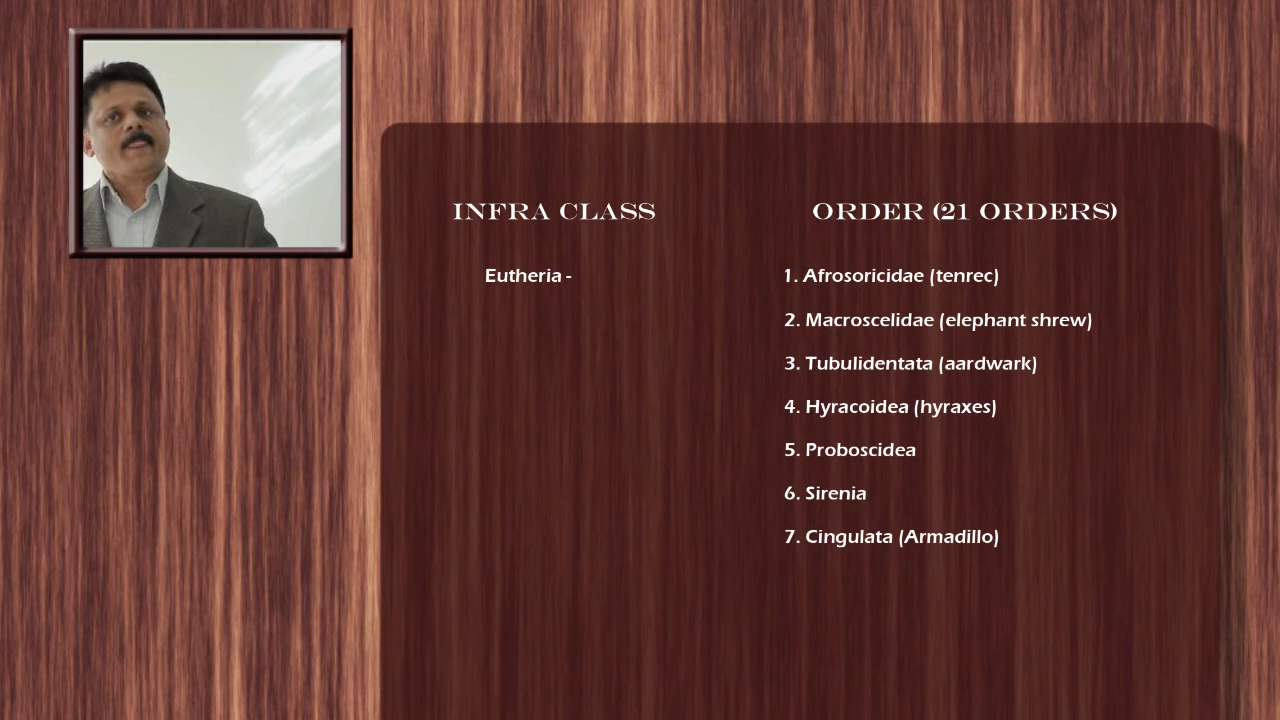 INFRA CLASS
ORDER (21 ORDERS)
Eutheria -
1. Afrosoricidae (tenrec)
2. Macroscelidae (elephant shrew)
3. Tubulidentata (aardwark)
4. Hyracoidea (hyraxes)
5. Proboscidea
6. Sirenia
7. Cingulata (Armadillo)